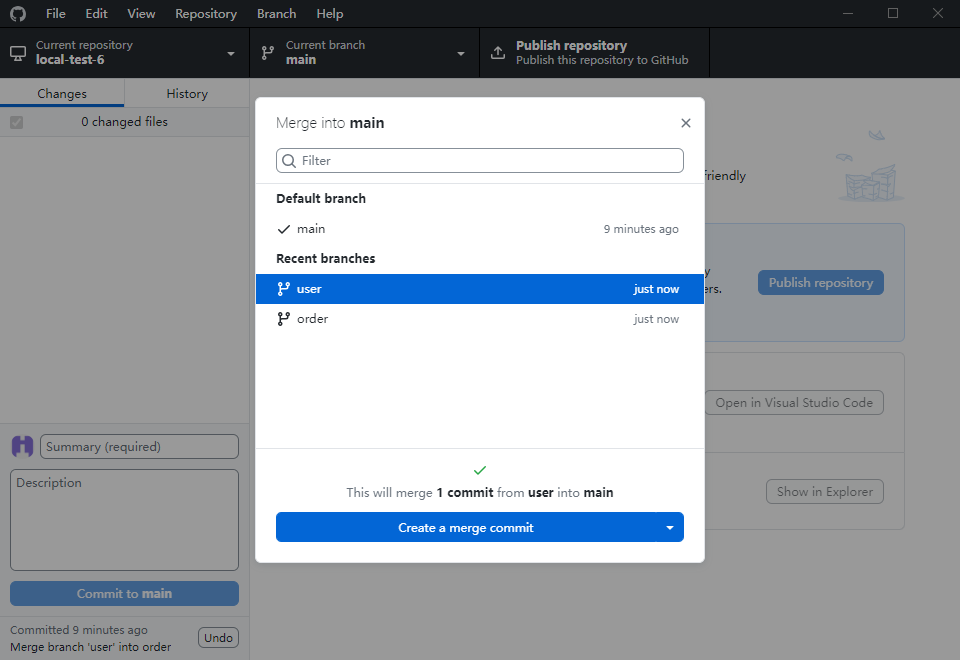 File Edit View Repository Branch Help
Current repository
local-test-6
Current branch
main
Publish repository
Publish this repository to GitHub
Changes History
0 changed files
Merge into main
Filter
Default branch
main 9 minutes ago
Recent branches
user just now
order just now
This will merge 1 commit from user into main
Create a merge commit
friendly
y
ers.
Publish repository
Open in Visual Studio Code
Show in Explorer
Summary (required)
Description
Commit to main
Committed 9 minutes ago
Merge branch 'user' into order
Undo